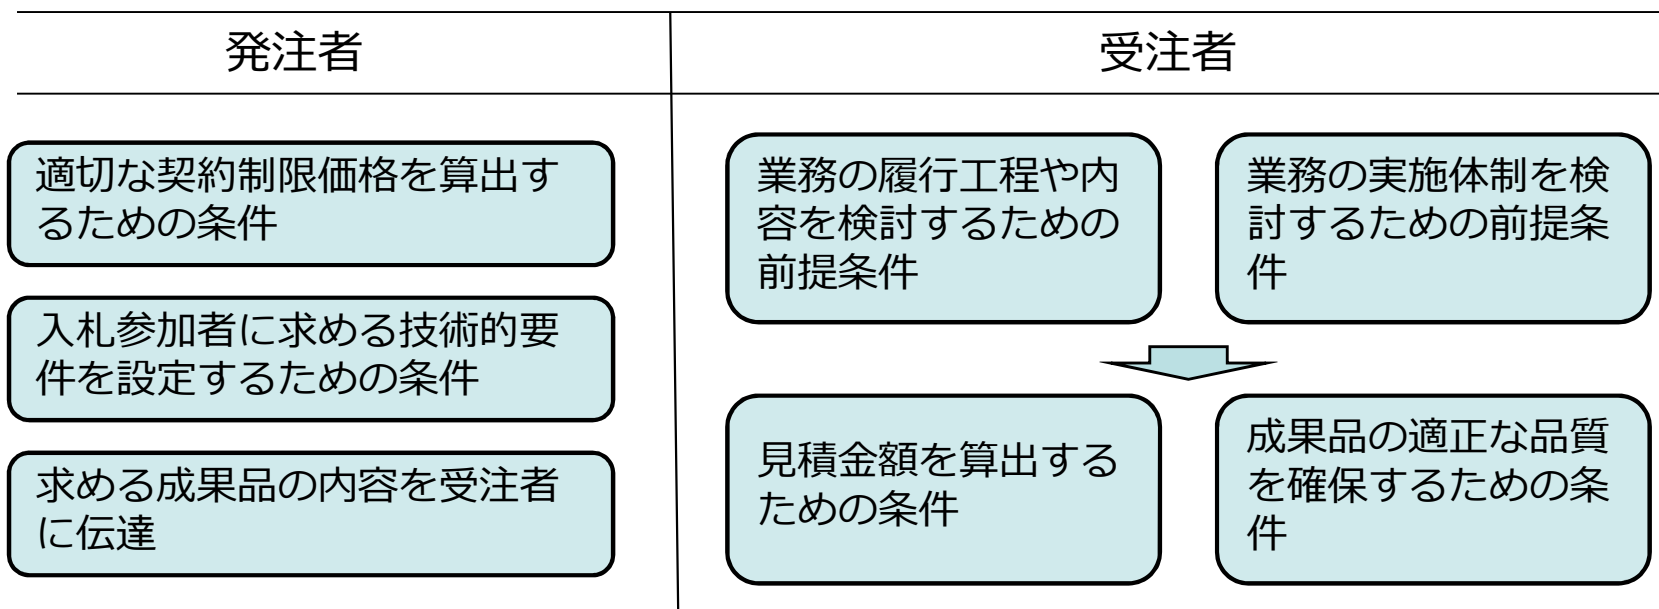 発注者
受注者
適切な契約制限価格を算出す
るための条件
入札参加者に求める技術的要
件を設定するための条件
求める成果品の内容を受注者
に伝達
業務の履行工程や内
容を検討するための
前提条件
業務の実施体制を検
討するための前提条
件
見積金額を算出する
ための条件
成果品の適正な品質
を確保するための条
件